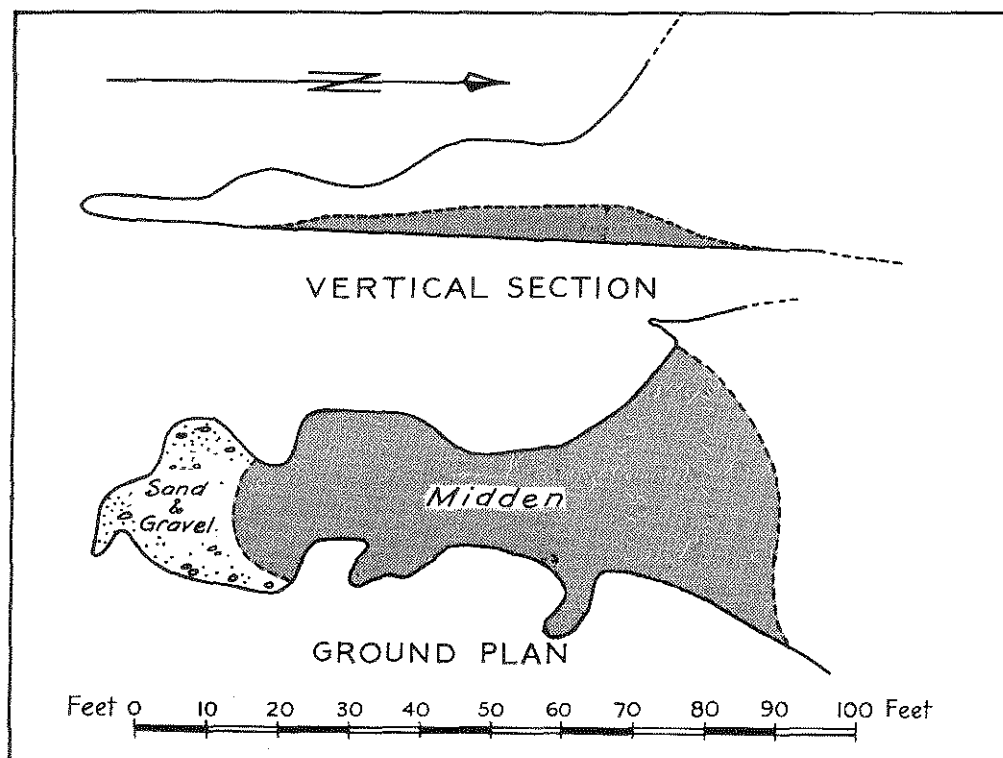 N
VERTICAL SECTION
Sand
&
Gravel.
Midden
GROUND PLAN
Feet 0 10 20 30 40 50 60 70 80 90 100 Feet